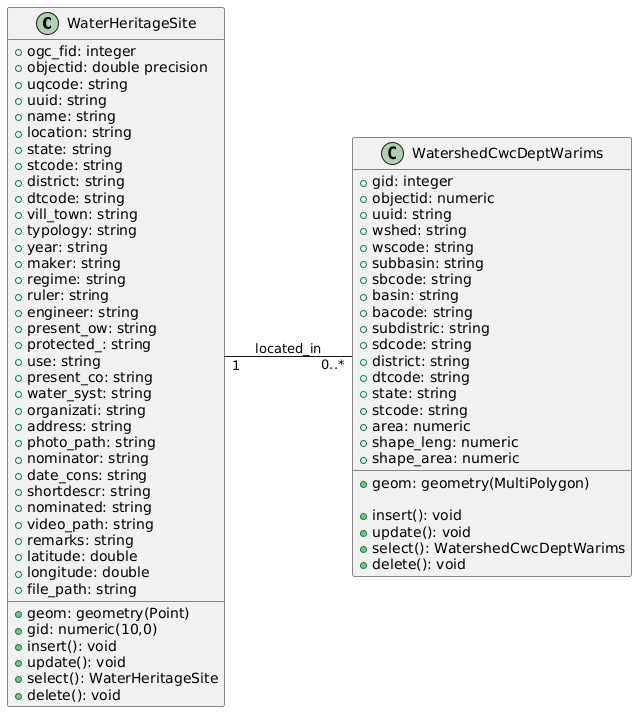 C WaterHeritageSite
ogc_fid: integer
objectid: double precision
uqcode: string
uuid: string
name: string
location: string
state: string
stcode: string
district: string
dtcode: string
vill_town: string
typology: string
year: string
maker: string
regime: string
ruler: string
engineer: string
present_ow: string
protected_: string
use: string
present_co: string
water_syst: string
organizati: string
address: string
photo_path: string
nominator: string
date_cons: string
shortdescr: string
nominated: string
video_path: string
remarks: string
latitude: double
longitude: double
file_path: string
geom: geometry(Point)
gid: numeric(10,0)
insert(): void
update(): void
select(): WaterHeritageSite
delete(): void
located_in
1
0..*
C WatershedCwcDeptWarims
gid: integer
objectid: numeric
uuid: string
wshed: string
wscode: string
subbasin: string
sbcode: string
basin: string
bacode: string
subdistric: string
sdcode: string
district: string
dtcode: string
state: string
stcode: string
area: numeric
shape_leng: numeric
shape_area: numeric
geom: geometry(MultiPolygon)
insert(): void
update(): void
select(): WatershedCwcDeptWarims
delete(): void